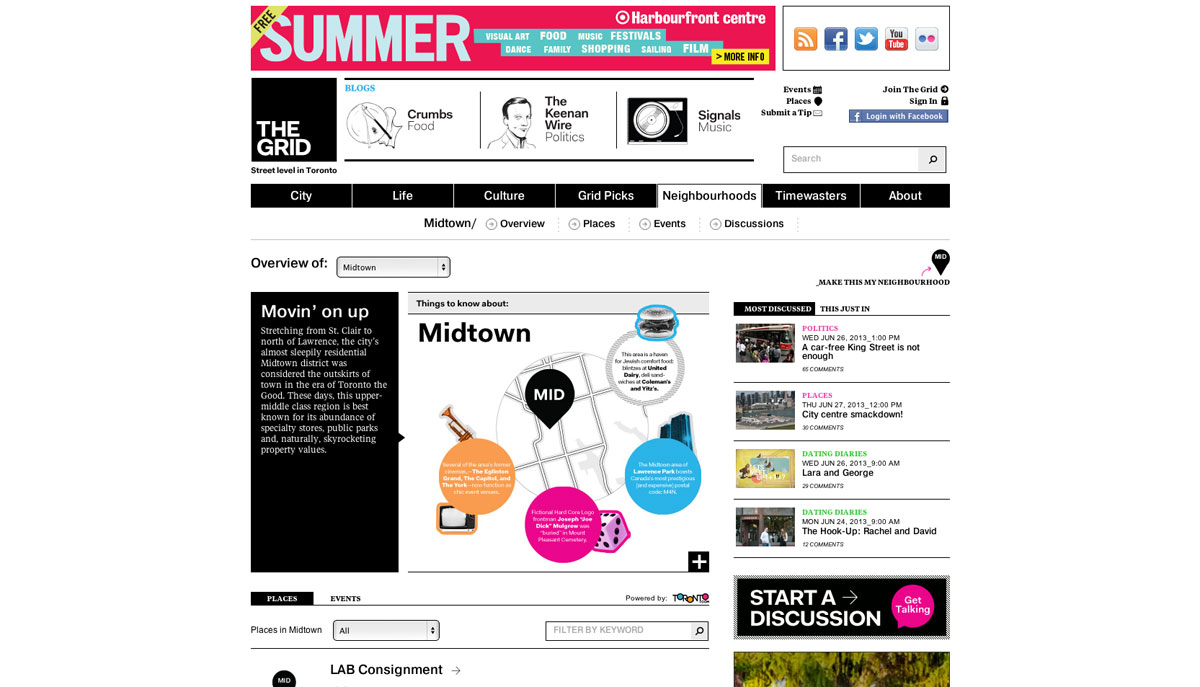 FREE
SUMMER
Harbourfront centre
VISUAL ART FOOD MUSIC FESTIVALS
DANCE FAMILY SHOPPING SAILING FILM
> MORE INFO
You
Tube
THE
GRID
Street level in Toronto
BLOGS
Crumbs
Food
The
Keenan
Wire
Politics
Signals
Music
Events
Places
Submit a Tip
Join The Grid
Sign In
Login with Facebook
Search
City Life Culture Grid Picks Neighbourhoods Timewasters About
Midtown/ Overview Places Events Discussions
Overview of: Midtown
MID
_MAKE THIS MY NEIGHBOURHOOD
Movin' on up
Stretching from St. Clair to
north of Lawrence, the city's
almost sleepily residential
Midtown district was
considered the outskirts of
town in the era of Toronto the
Good. These days, this upper-
middle class region is best
known for its abundance of
specialty stores, public parks
and, naturally, skyrocketing
property values.
Things to know about:
Midtown
This area is a haven
for Jewish comfort food:
blintzes at United
Dairy, deli sand-
wiches at Coleman's
and Yitz's.
MID
Several of the area's former
cinemas,—The Eglinton
Grand, The Capitol, and
The York—now function as
chic event venues.
The Midtown area of
Lawrence Park boasts
Canada's most prestigious
(and expensive) postal
code: M4N.
Fictional Hard Core Logo
frontman Joseph "Joe
Dick" Mulgrew was
"buried" in Mount
Pleasant Cemetery.
MOST DISCUSSED THIS JUST IN
POLITICS
WED JUN 26, 2013_1:00 PM
A car-free King Street is not
enough
65 COMMENTS
PLACES
THU JUN 27, 2013_12:00 PM
City centre smackdown!
30 COMMENTS
DATING DIARIES
WED JUN 26, 2013_9:00 AM
Lara and George
29 COMMENTS
DATING DIARIES
MON JUN 24, 2013_9:00 AM
The Hook-Up: Rachel and David
12 COMMENTS
START A
DISCUSSION
Get
Talking
PLACES EVENTS
Powered by: TORONTO
Places in Midtown All
FILTER BY KEYWORD
MID
LAB Consignment